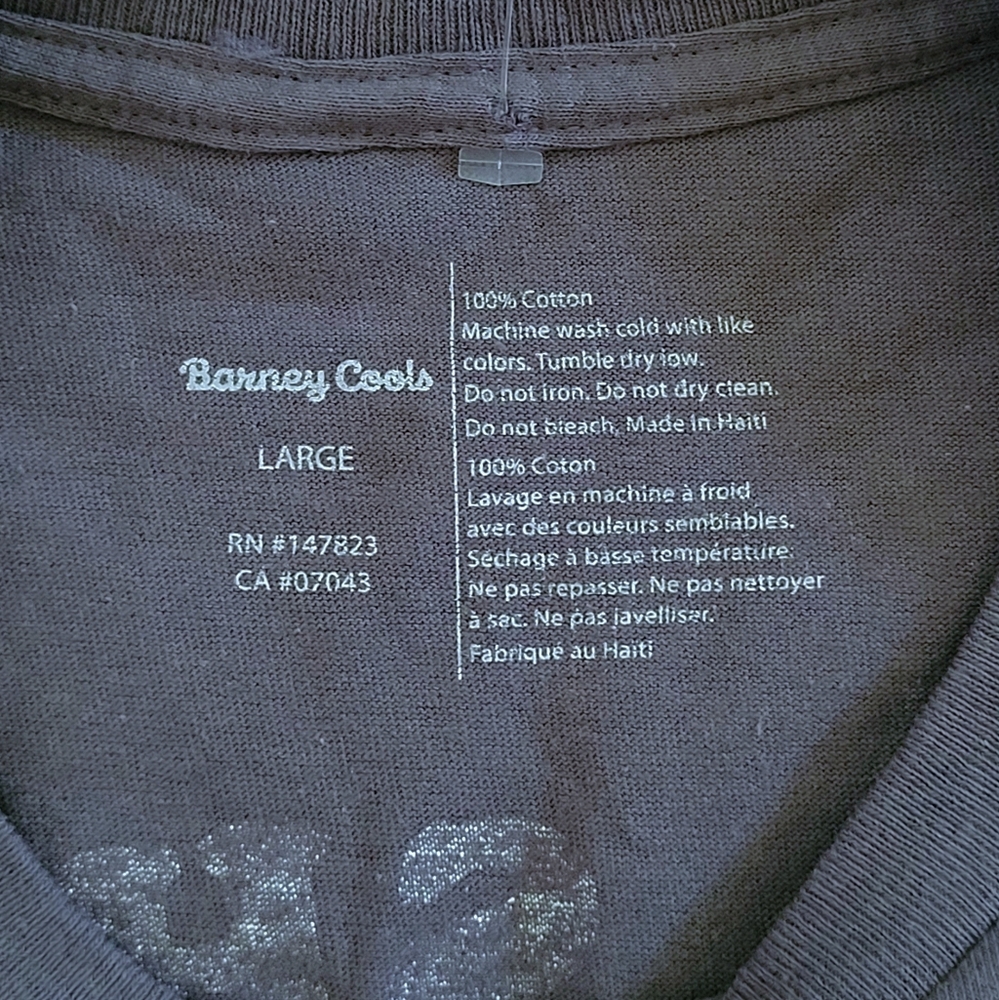 Barney Cools
LARGE
RN #147823
CA #07043
100% Cotton
Machine wash cold with like
colors. Tumble dry low.
Do not iron. Do not dry clean.
Do not bleach. Made in Haiti
100% Coton
Lavage en machine à froid
avec des couleurs semblables.
Séchage à basse température.
Ne pas repasser. Ne pas nettoyer
à sec. Ne pas javelliser.
Fabriqué au Haïti